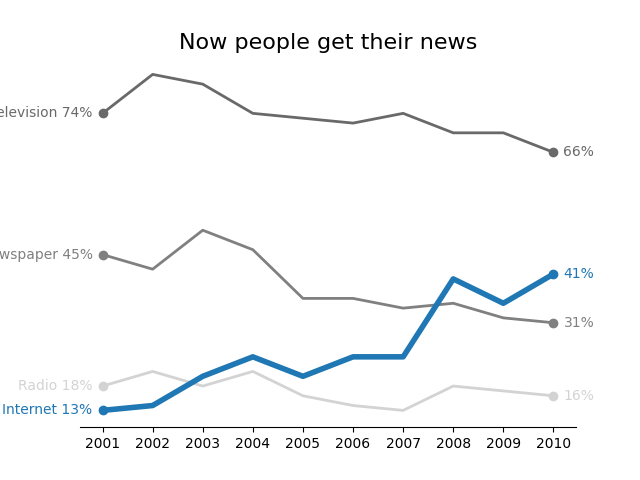 Now people get their news
elevision 74%
66%
wspaper 45%
41%
31%
Radio 18%
16%
Internet 13%
2001 2002 2003 2004 2005 2006 2007 2008 2009 2010